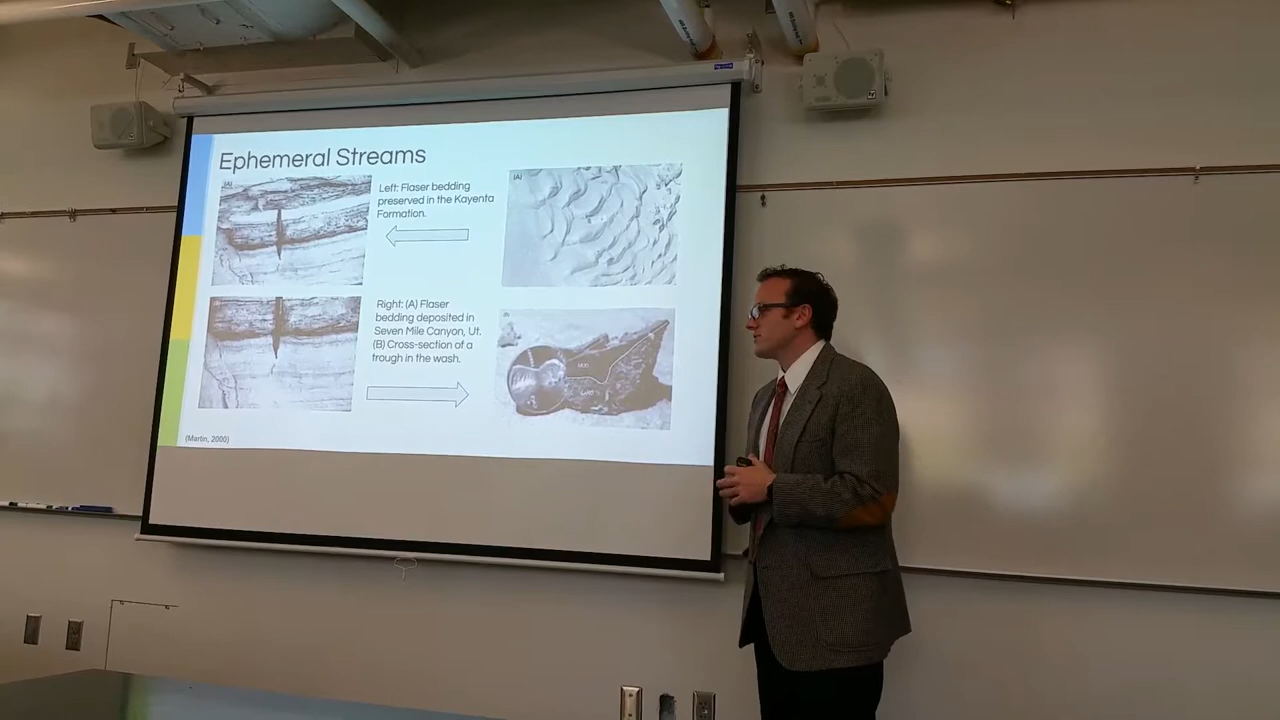 Ephemeral Streams
(A)
Left: Flaser bedding
preserved in the Kayenta
Formation.
(A)
Right: (A) Flaser
bedding deposited in
Seven Mile Canyon, Ut.
(B) Cross-section of a
trough in the wash.
MUD
(Martin, 2000)